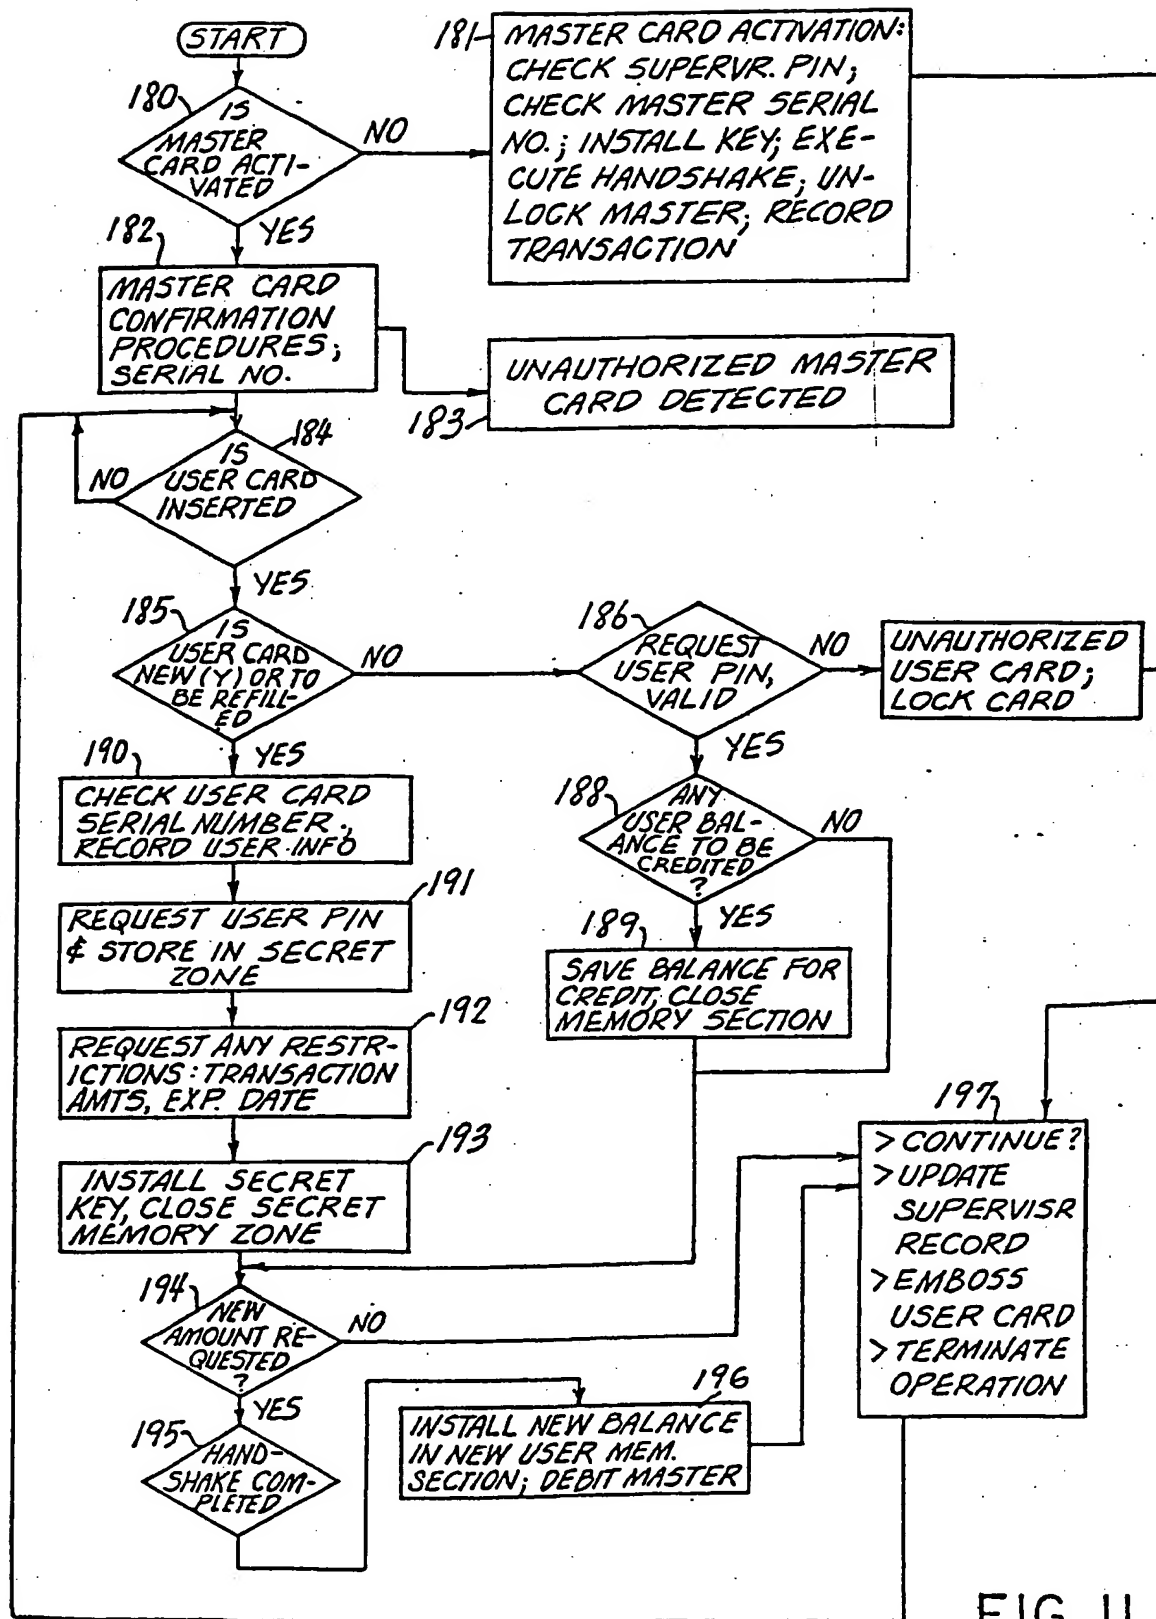 START
180
IS
MASTER
CARD ACTI-
VATED
NO
YES
181
MASTER CARD ACTIVATION:
CHECK SUPERVR. PIN;
CHECK MASTER SERIAL
NO.; INSTALL KEY; EXE-
CUTE HANDSHAKE; UN-
LOCK MASTER; RECORD
TRANSACTION
182
MASTER CARD
CONFIRMATION
PROCEDURES;
SERIAL NO.
UNAUTHORIZED MASTER
CARD DETECTED
183
184
IS
USER CARD
INSERTED
NO
YES
185
IS
USER CARD
NEW (Y) OR TO
BE REFILL-
ED
NO
YES
186
REQUEST
USER PIN,
VALID
NO
YES
UNAUTHORIZED
USER CARD;
LOCK CARD
188
ANY
USER BAL-
ANCE TO BE
CREDITED
?
NO
YES
189
SAVE BALANCE FOR
CREDIT, CLOSE
MEMORY SECTION
190
CHECK USER CARD
SERIAL NUMBER;
RECORD USER INFO
191
REQUEST USER PIN
& STORE IN SECRET
ZONE
192
REQUEST ANY RESTR-
ICTIONS: TRANSACTION
AMTS, EXP. DATE
193
INSTALL SECRET
KEY, CLOSE SECRET
MEMORY ZONE
194
NEW
AMOUNT RE-
QUESTED
?
NO
YES
195
HAND-
SHAKE COM-
PLETED
196
INSTALL NEW BALANCE
IN NEW USER MEM.
SECTION; DEBIT MASTER
197
> CONTINUE?
> UPDATE
SUPERVISR
RECORD
> EMBOSS
USER CARD
> TERMINATE
OPERATION
FIG. 11